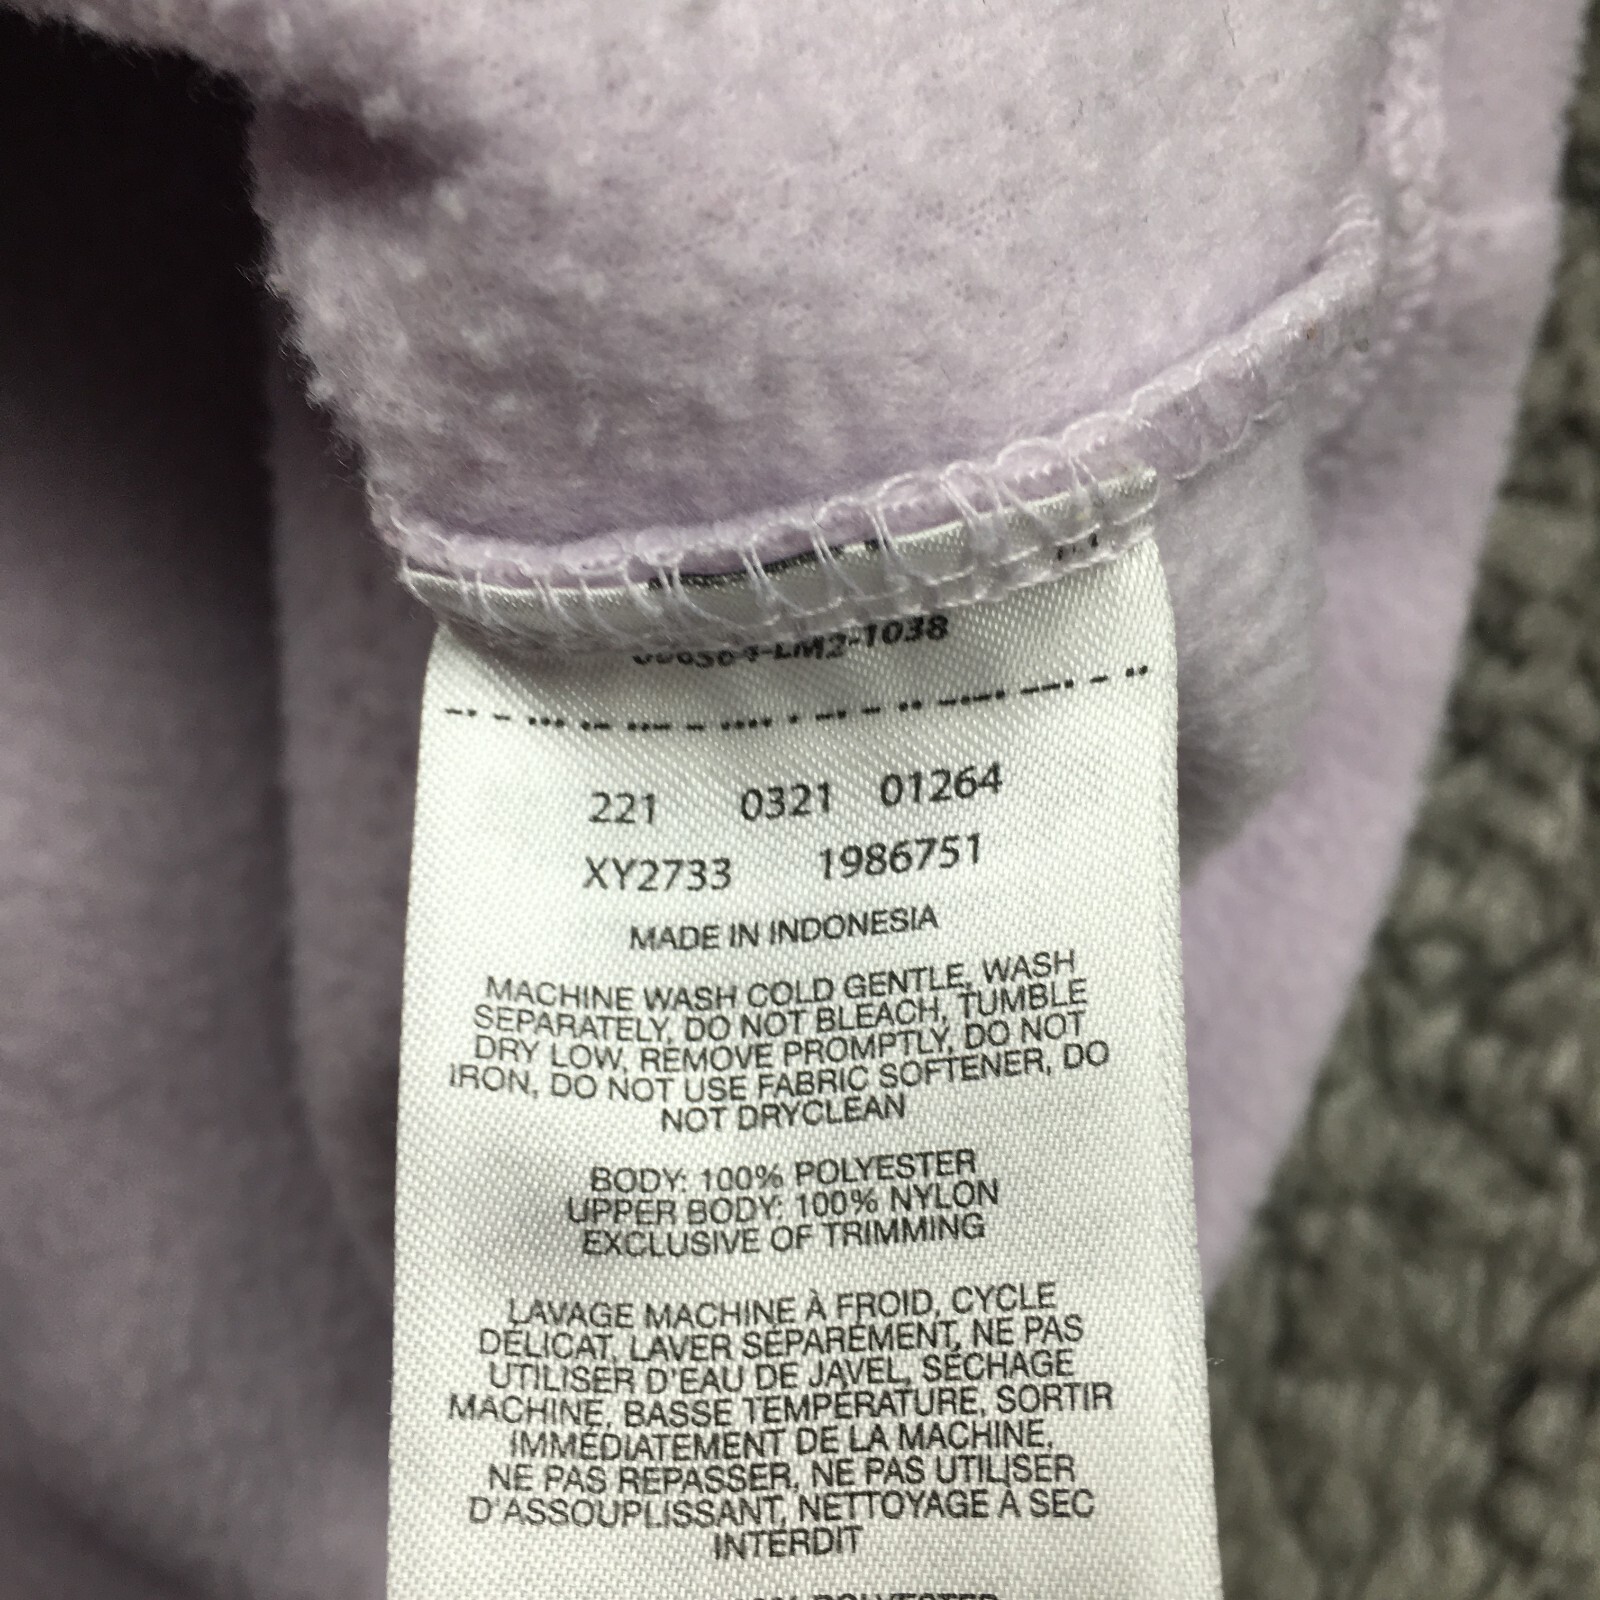 -LM2-1038
221 0321 01264
XY2733 1986751
MADE IN INDONESIA
MACHINE WASH COLD GENTLE, WASH
SEPARATELY, DO NOT BLEACH, TUMBLE
DRY LOW, REMOVE PROMPTLY, DO NOT
IRON, DO NOT USE FABRIC SOFTENER, DO
NOT DRYCLEAN
BODY: 100% POLYESTER
UPPER BODY: 100% NYLON
EXCLUSIVE OF TRIMMING
LAVAGE MACHINE À FROID, CYCLE
DÉLICAT, LAVER SÉPARÉMENT, NE PAS
UTILISER D'EAU DE JAVEL, SÉCHAGE
MACHINE, BASSE TEMPÉRATURE, SORTIR
IMMÉDIATEMENT DE LA MACHINE,
NE PAS REPASSER, NE PAS UTILISER
D'ASSOUPLISSANT, NETTOYAGE À SEC
INTERDIT
POLYESTER